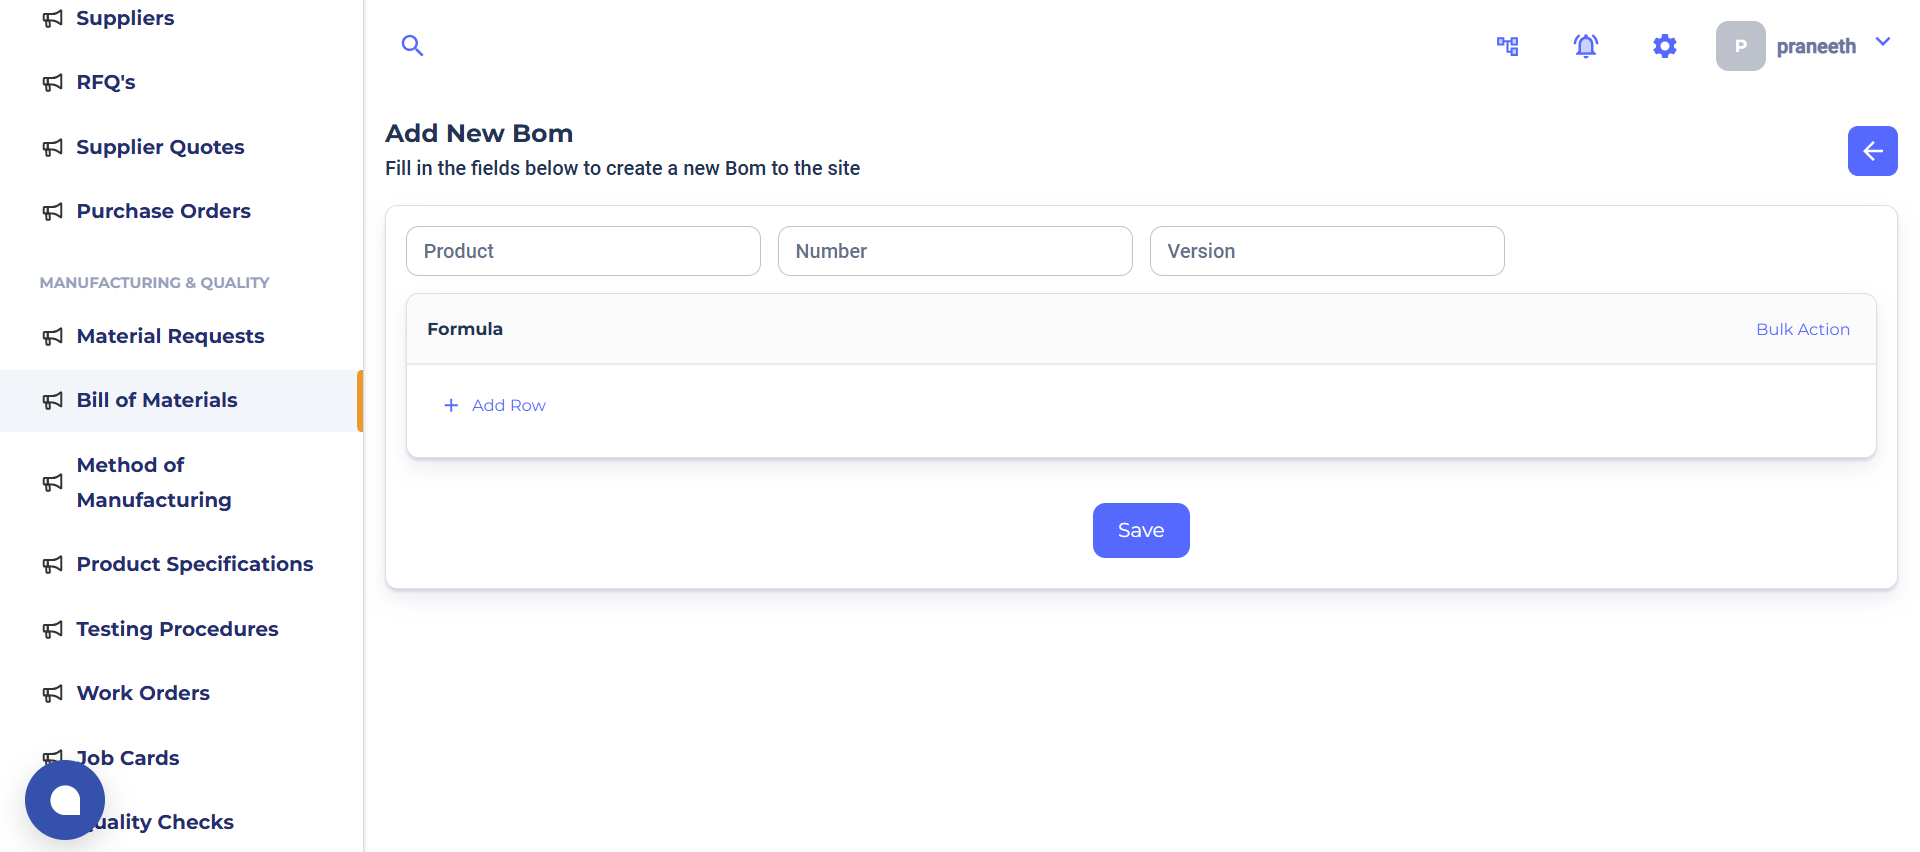 Suppliers
RFQ's
Supplier Quotes
Purchase Orders
MANUFACTURING & QUALITY
Material Requests
Bill of Materials
Method of
Manufacturing
Product Specifications
Testing Procedures
Work Orders
Job Cards
Quality Checks
P
praneeth
Add New Bom
Fill in the fields below to create a new Bom to the site
Product
Number
Version
Formula
Bulk Action
+ Add Row
Save